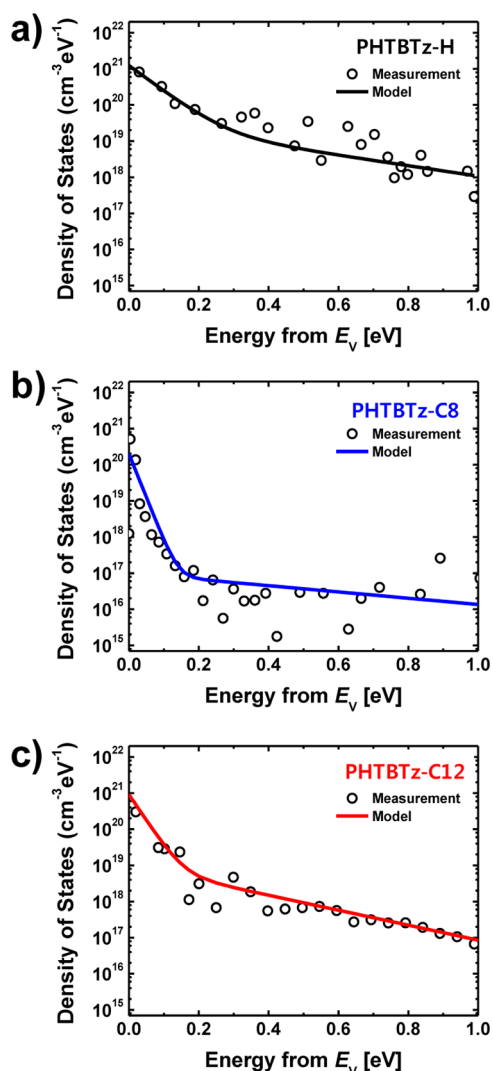 a)
PHTBTz-H
Measurement
Model
Density of States (cm⁻³eV⁻¹)
10²²
10²¹
10²⁰
10¹⁹
10¹⁸
10¹⁷
10¹⁶
10¹⁵
0.0 0.2 0.4 0.6 0.8 1.0
Energy from E_V [eV]
b)
PHTBTz-C8
Measurement
Model
Density of States (cm⁻³eV⁻¹)
10²²
10²¹
10²⁰
10¹⁹
10¹⁸
10¹⁷
10¹⁶
10¹⁵
0.0 0.2 0.4 0.6 0.8 1.0
Energy from E_V [eV]
c)
PHTBTz-C12
Measurement
Model
Density of States (cm⁻³eV⁻¹)
10²²
10²¹
10²⁰
10¹⁹
10¹⁸
10¹⁷
10¹⁶
10¹⁵
0.0 0.2 0.4 0.6 0.8 1.0
Energy from E_V [eV]